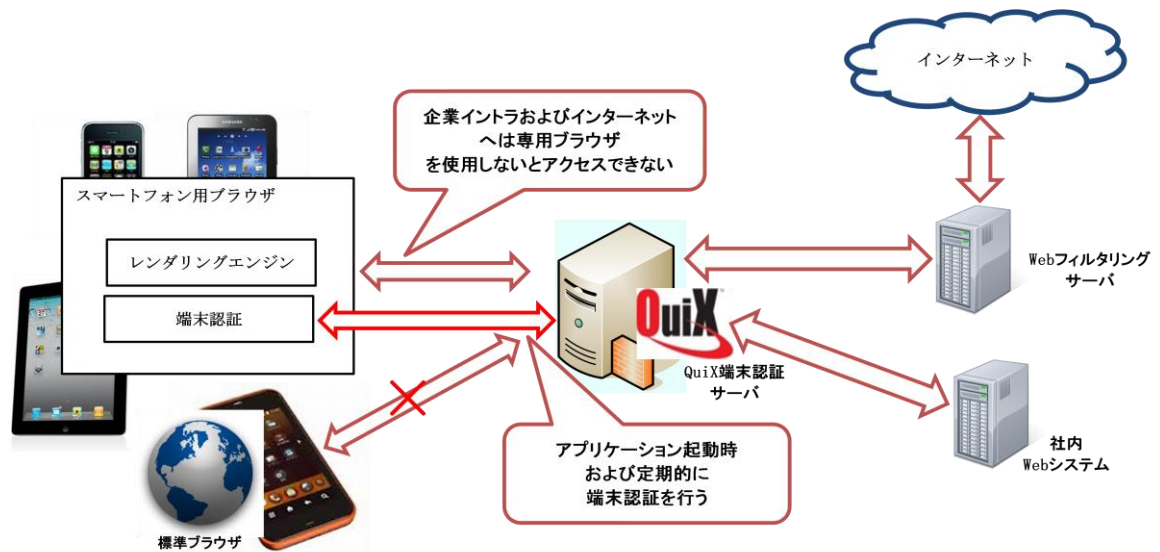 インターネット
企業イントラおよびインターネット
へは専用ブラウザ
を使用しないとアクセスできない
スマートフォン用ブラウザ
レンダリングエンジン
端末認証
QuiX
QuiX端末認証
サーバ
Webフィルタリング
サーバ
アプリケーション起動時
および定期的に
端末認証を行う
社内
Webシステム
標準ブラウザ
SAMSUNG